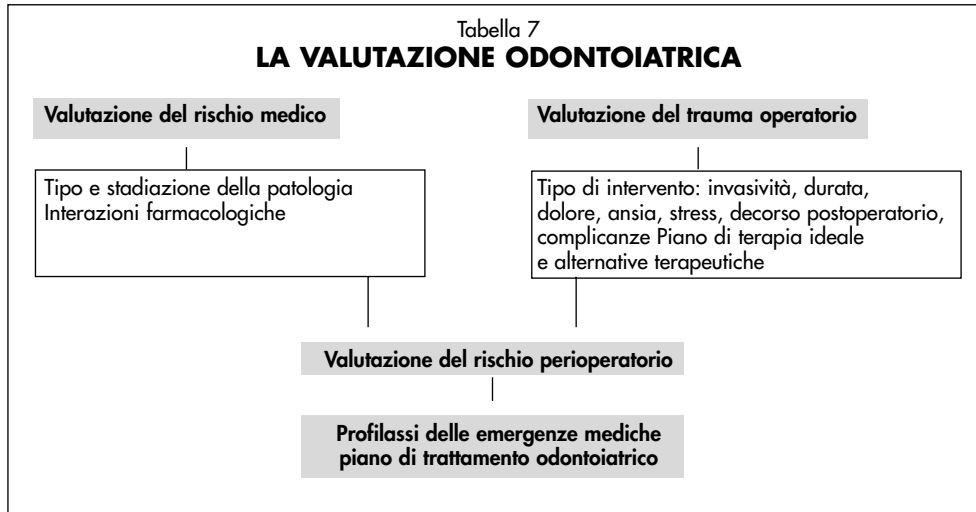 Tabella 7
LA VALUTAZIONE ODONTOIATRICA
Valutazione del rischio medico
Tipo e stadiazione della patologia
Interazioni farmacologiche
Valutazione del trauma operatorio
Tipo di intervento: invasività, durata,
dolore, ansia, stress, decorso postoperatorio,
complicanze Piano di terapia ideale
e alternative terapeutiche
Valutazione del rischio perioperatorio
Profilassi delle emergenze mediche
piano di trattamento odontoiatrico